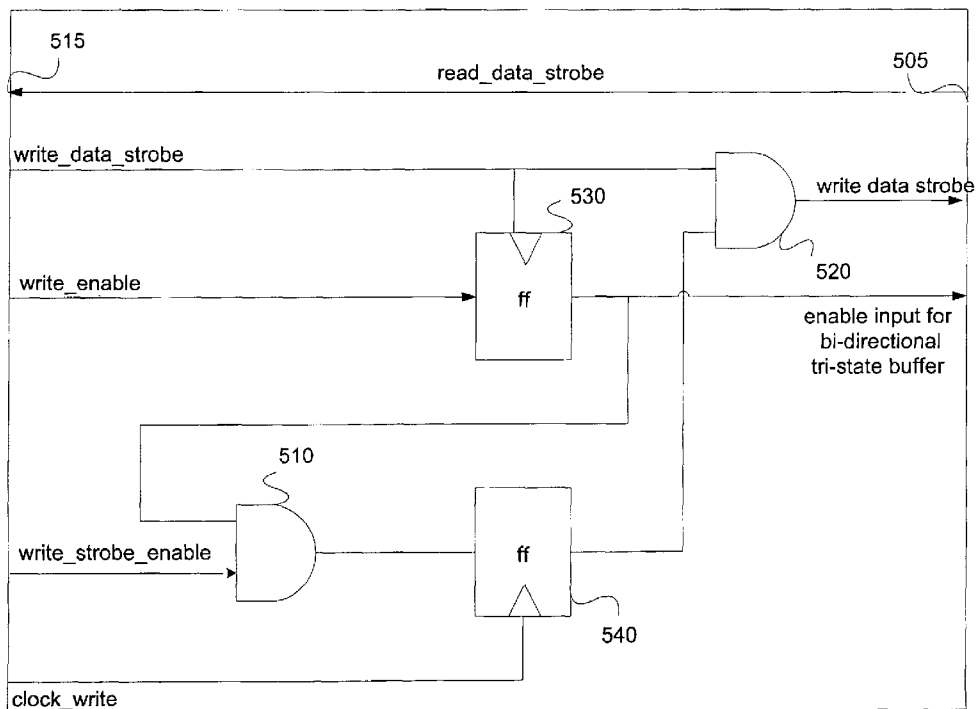 515
read_data_strobe
505
write_data_strobe
530
write data strobe
520
write_enable
ff
enable input for
bi-directional
tri-state buffer
510
write_strobe_enable
ff
540
clock_write